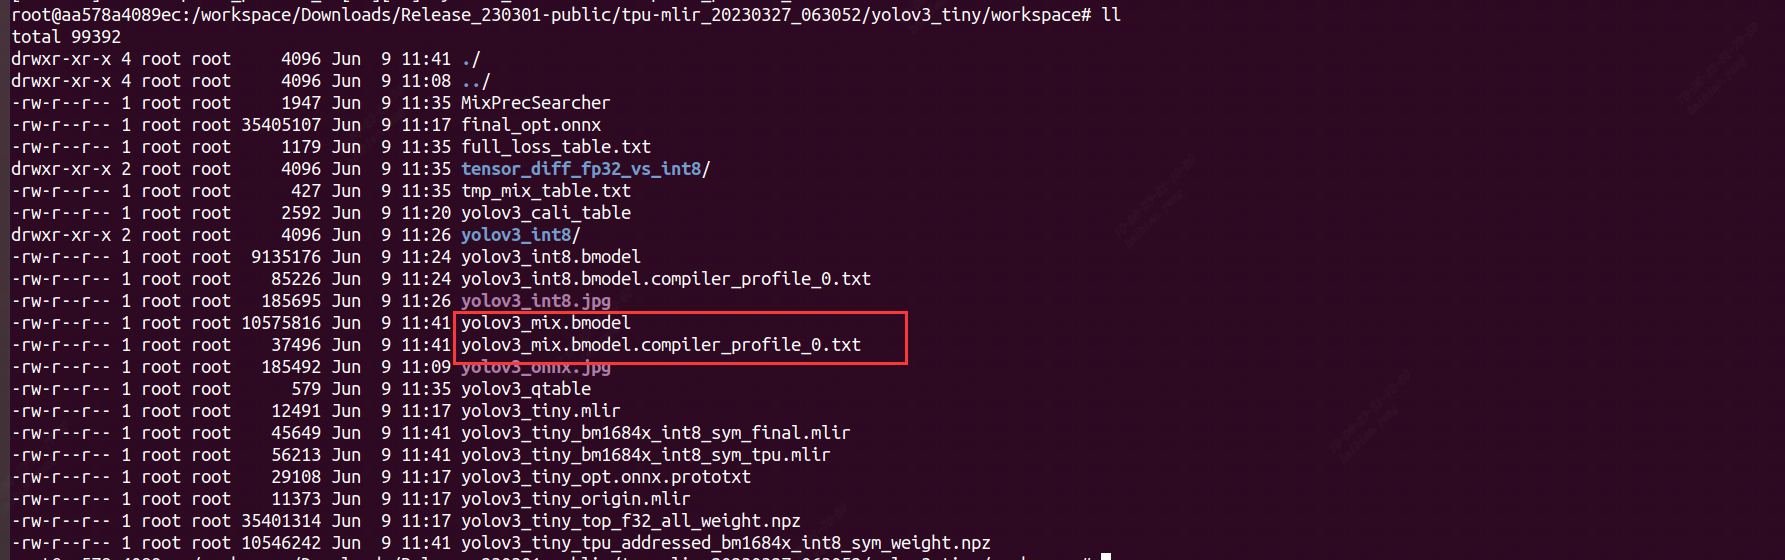 root@aa578a4089ec:/workspace/Downloads/Release_230301-public/tpu-mlir_20230327_063052/yolov3_tiny/workspace# ll
total 99392
drwxr-xr-x 4 root root     4096 Jun  9 11:41 ./
drwxr-xr-x 4 root root     4096 Jun  9 11:08 ../
-rw-r--r-- 1 root root     1947 Jun  9 11:35 MixPrecSearcher
-rw-r--r-- 1 root root 35405107 Jun  9 11:17 final_opt.onnx
-rw-r--r-- 1 root root     1179 Jun  9 11:35 full_loss_table.txt
drwxr-xr-x 2 root root     4096 Jun  9 11:35 tensor_diff_fp32_vs_int8/
-rw-r--r-- 1 root root      427 Jun  9 11:35 tmp_mix_table.txt
-rw-r--r-- 1 root root     2592 Jun  9 11:20 yolov3_cali_table
drwxr-xr-x 2 root root     4096 Jun  9 11:26 yolov3_int8/
-rw-r--r-- 1 root root  9135176 Jun  9 11:24 yolov3_int8.bmodel
-rw-r--r-- 1 root root    85226 Jun  9 11:24 yolov3_int8.bmodel.compiler_profile_0.txt
-rw-r--r-- 1 root root   185695 Jun  9 11:26 yolov3_int8.jpg
-rw-r--r-- 1 root root 10575816 Jun  9 11:41 yolov3_mix.bmodel
-rw-r--r-- 1 root root    37496 Jun  9 11:41 yolov3_mix.bmodel.compiler_profile_0.txt
-rw-r--r-- 1 root root   185492 Jun  9 11:09 yolov3_onnx.jpg
-rw-r--r-- 1 root root      579 Jun  9 11:35 yolov3_qtable
-rw-r--r-- 1 root root    12491 Jun  9 11:17 yolov3_tiny.mlir
-rw-r--r-- 1 root root    45649 Jun  9 11:41 yolov3_tiny_bm1684x_int8_sym_final.mlir
-rw-r--r-- 1 root root    56213 Jun  9 11:41 yolov3_tiny_bm1684x_int8_sym_tpu.mlir
-rw-r--r-- 1 root root    29108 Jun  9 11:17 yolov3_tiny_opt.onnx.prototxt
-rw-r--r-- 1 root root    11373 Jun  9 11:17 yolov3_tiny_origin.mlir
-rw-r--r-- 1 root root 35401314 Jun  9 11:17 yolov3_tiny_top_f32_all_weight.npz
-rw-r--r-- 1 root root 10546242 Jun  9 11:41 yolov3_tiny_tpu_addressed_bm1684x_int8_sym_weight.npz